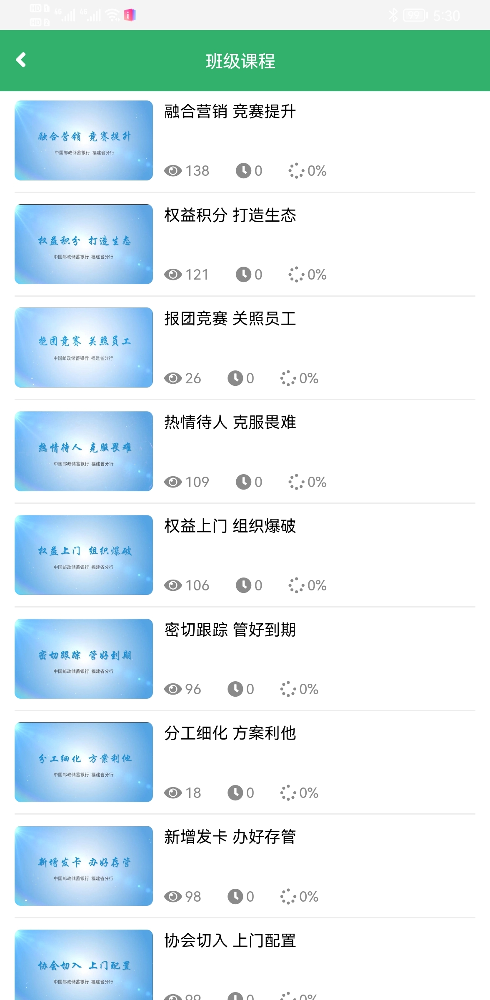 HD 1 4G 4G 99 5:30
HD 2
班级课程
融合营销 竞赛提升
融合营销 竞赛提升
中国邮政储蓄银行 福建省分行
138 0 0%
权益积分 打造生态
权益积分 打造生态
中国邮政储蓄银行 福建省分行
121 0 0%
报团竞赛 关照员工
抱团竞赛 关照员工
中国邮政储蓄银行 福建省分行
26 0 0%
热情待人 克服畏难
热情待人 克服畏难
中国邮政储蓄银行 福建省分行
109 0 0%
权益上门 组织爆破
权益上门 组织爆破
中国邮政储蓄银行 福建省分行
106 0 0%
密切跟踪 管好到期
密切跟踪 管好到期
中国邮政储蓄银行 福建省分行
96 0 0%
分工细化 方案利他
分工细化 方案利他
中国邮政储蓄银行 福建省分行
18 0 0%
新增发卡 办好存管
新增发卡 办好存管
中国邮政储蓄银行 福建省分行
98 0 0%
协会切入 上门配置
协会切入 上门配置
中国邮政储蓄银行 福建省分行
0 0%